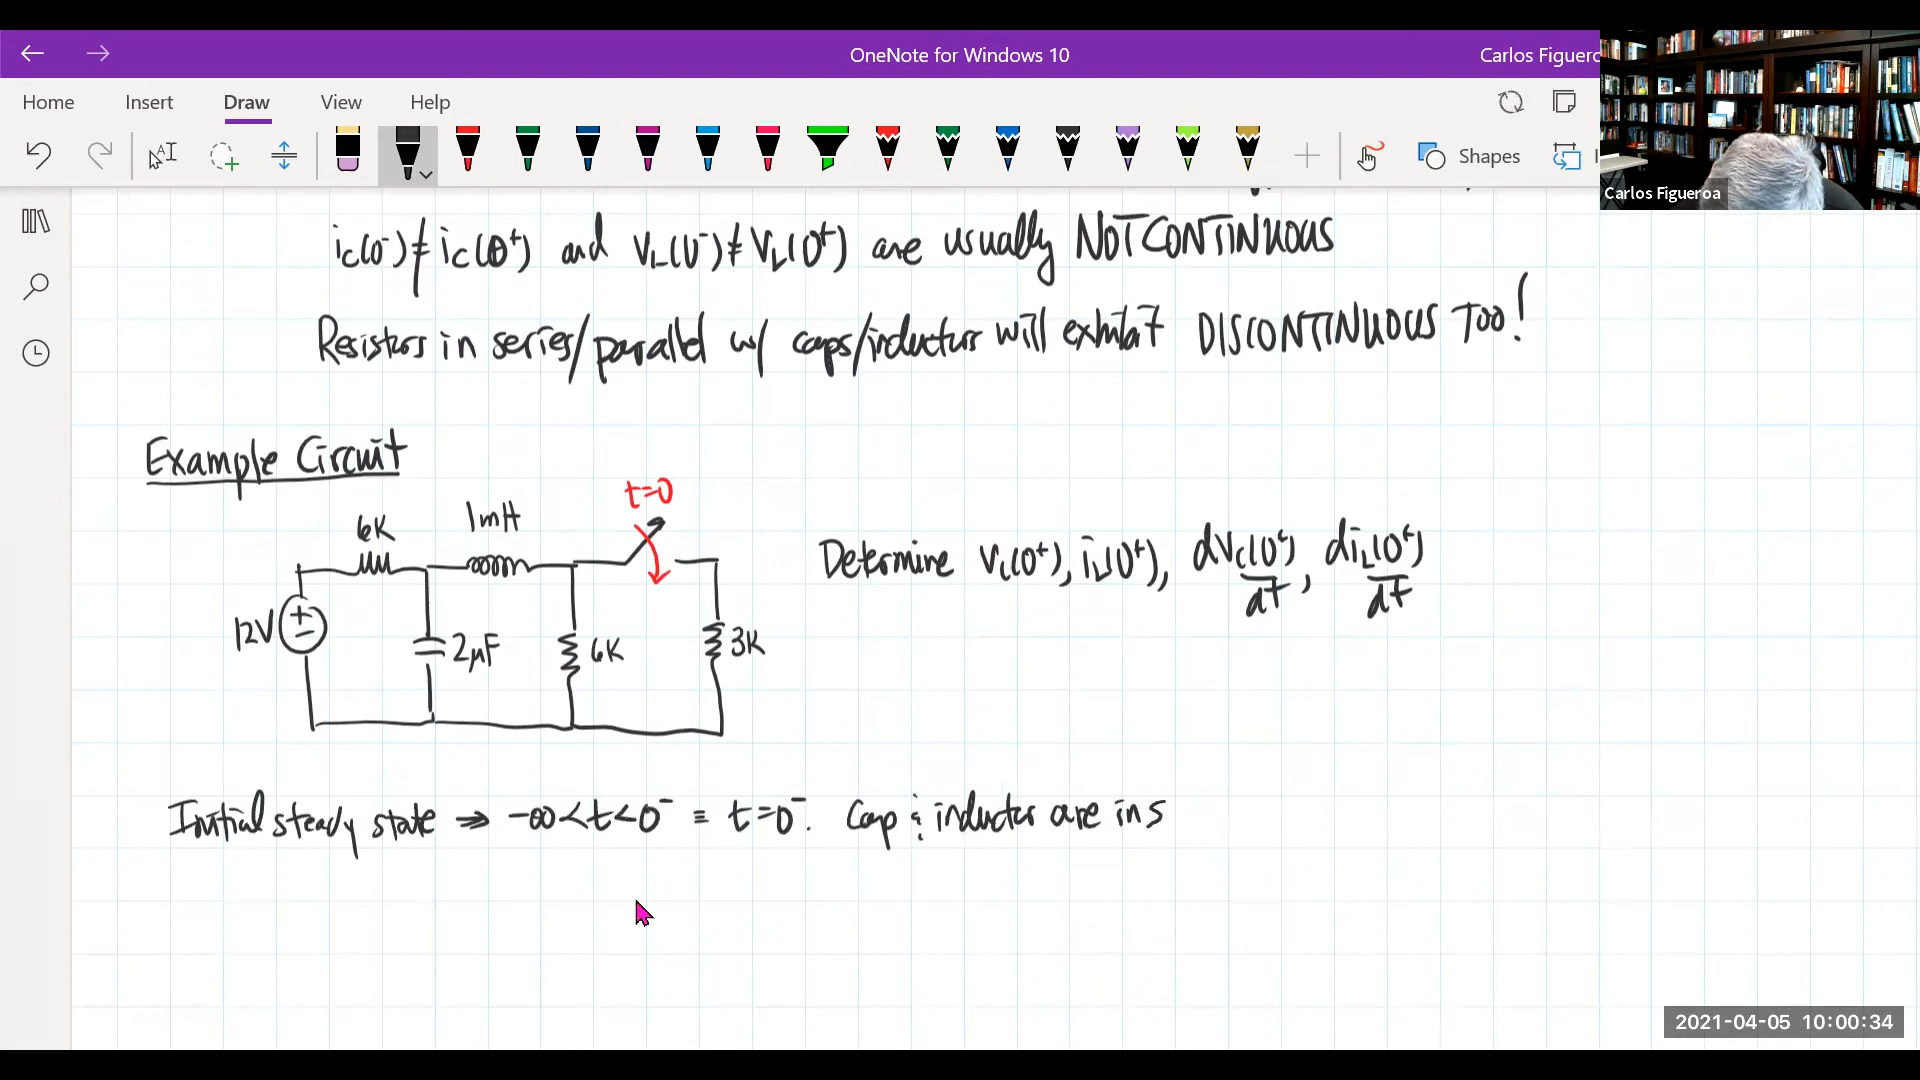 OneNote for Windows 10
Carlos Figuero
Home Insert Draw View Help
Shapes
Carlos Figueroa
ic(0⁻)≠ ic(0⁺) and VL(0⁻)≠ VL(0⁺) are usually NOT CONTINUOUS
Resistors in series/parallel w/ caps/inductors will exhibit DISCONTINUOUS TOO!
Example Circuit
t=0
1mH
6K
Determine Vc(0⁺), iL(0⁺), dVc(0⁺)/dt, diL(0⁺)/dt
12V
2μF
6K
3K
Initial steady state ⇒ -∞<t<0⁻ ≡ t=0⁻. Cap & inductor are in s
2021-04-05 10:00:34